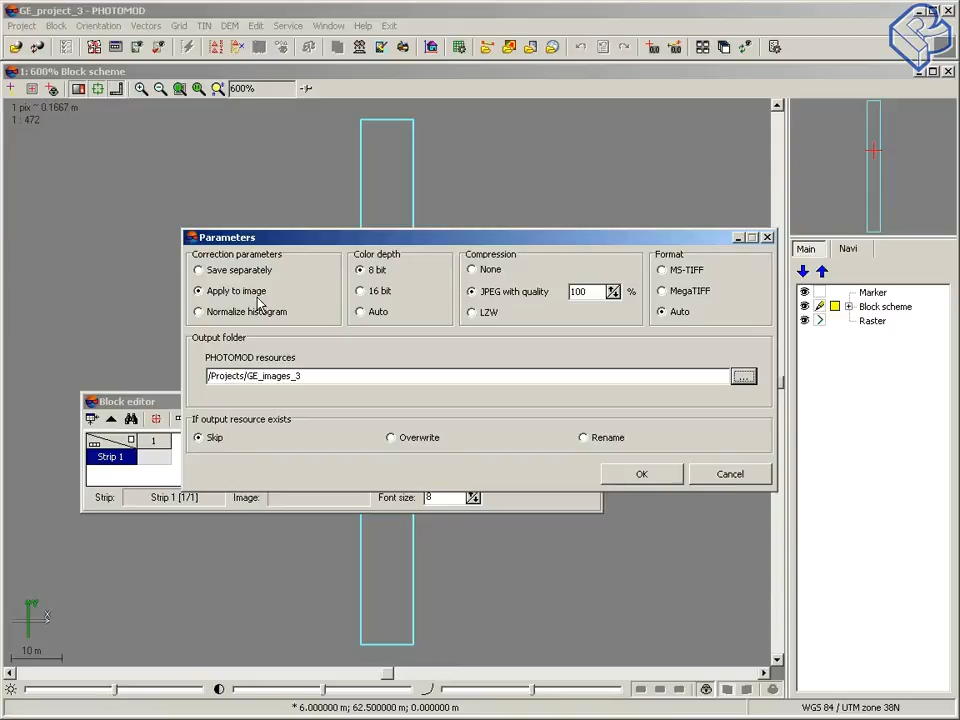 GE_project_3 - PHOTOMOD
Project Block Orientation Vectors Grid TIN DEM Edit Service Window Help Exit
1: 600% Block scheme
600%
1 pix ~ 0.1667 m
1 : 472
Parameters
Correction parameters
Save separately
Apply to image
Normalize histogram
Color depth
8 bit
16 bit
Auto
Compression
None
JPEG with quality 100 %
LZW
Format
MS-TIFF
MegaTIFF
Auto
Output folder
PHOTOMOD resources
/Projects/GE_images_3
...
If output resource exists
Skip
Overwrite
Rename
OK
Cancel
Block editor
1
Strip 1
Strip: Strip 1 [1/1] Image: Font size: 8
Main Navi
Marker
Block scheme
Raster
Y
X
10 m
* 6.000000 m; 62.500000 m; 0.000000 m
WGS 84 / UTM zone 38N